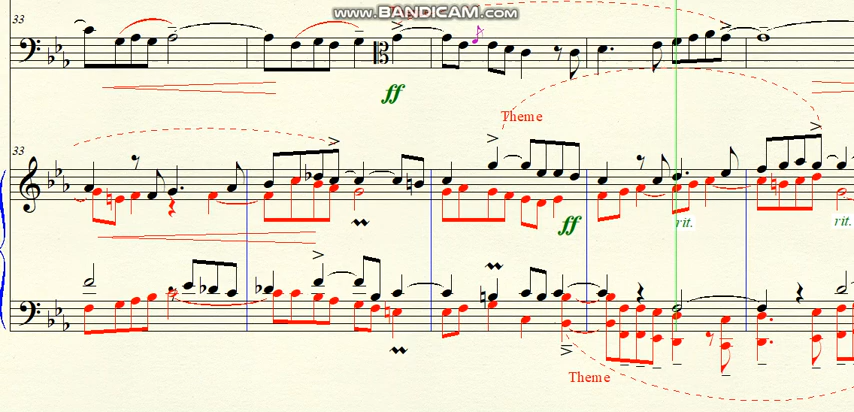 WWW.BANDICAM.COM
33
ff
Theme
33
ff
rit.
rit.
Theme